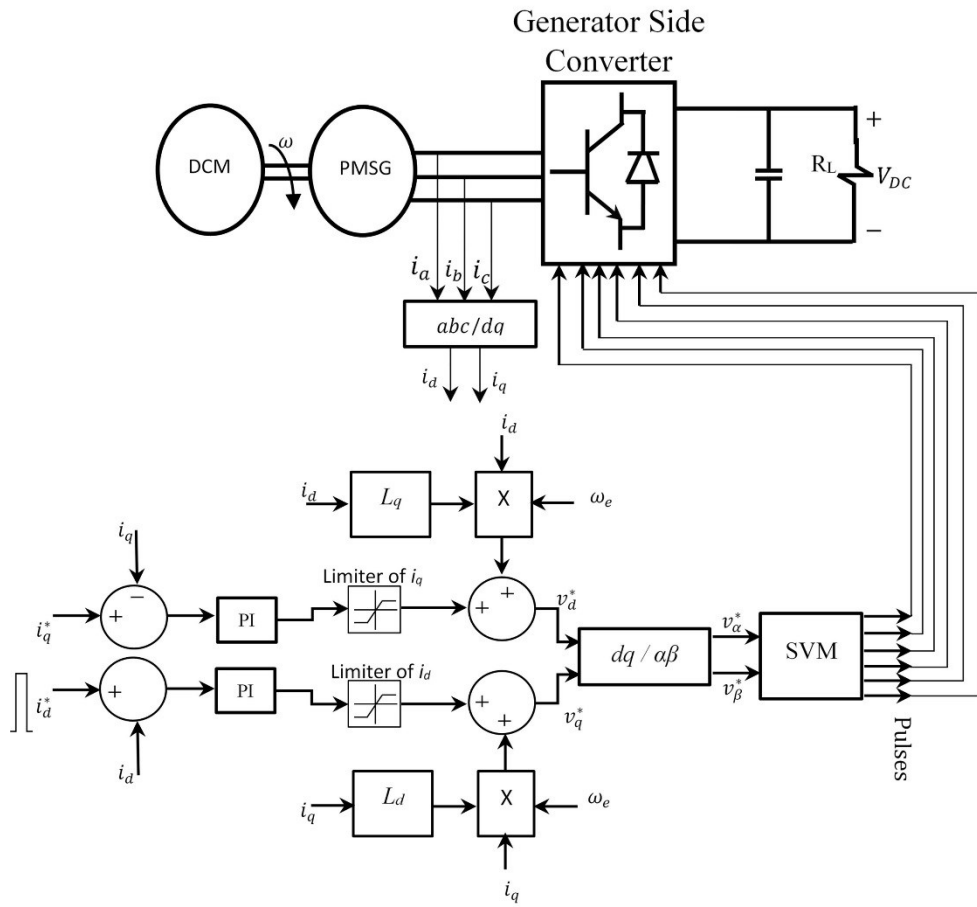 Generator Side
Converter
DCM
ω
PMSG
+
R_L
V_DC
−
i_a
i_b
i_c
abc/dq
i_d
i_q
i_d
i_d
L_q
X
ω_e
i_q
Limiter of i_q
−
+
i_q^*
PI
+
+
v_d^*
dq / αβ
v_α^*
SVM
v_β^*
Limiter of i_d
i_d^*
+
PI
+
+
v_q^*
Pulses
i_d
i_q
L_d
X
ω_e
i_q